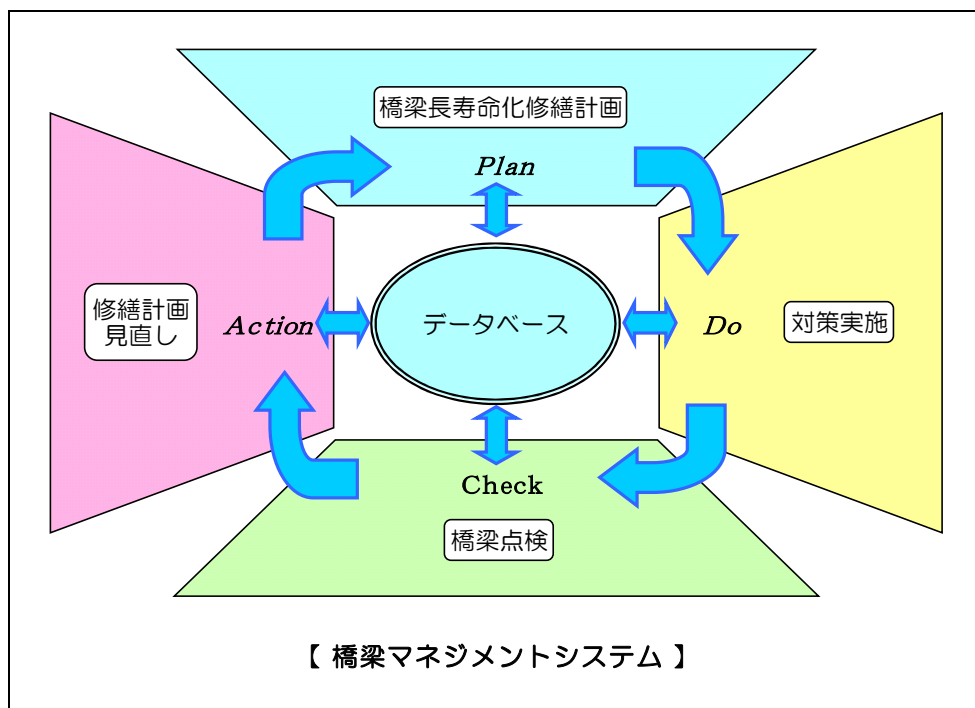 橋梁長寿命化修繕計画
Plan
修繕計画
見直し
Action
データベース
Do
対策実施
Check
橋梁点検
【 橋梁マネジメントシステム 】